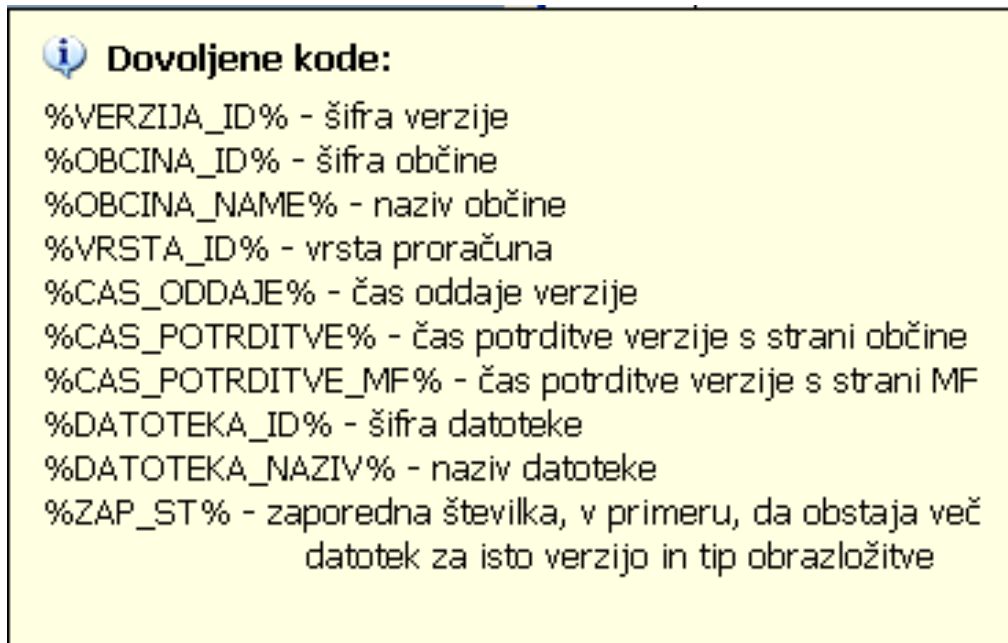 Dovoljene kode:
%VERZIJA_ID% - šifra verzije
%OBCINA_ID% - šifra občine
%OBCINA_NAME% - naziv občine
%VRSTA_ID% - vrsta proračuna
%CAS_ODDAJE% - čas oddaje verzije
%CAS_POTRDITVE% - čas potrditve verzije s strani občine
%CAS_POTRDITVE_MF% - čas potrditve verzije s strani MF
%DATOTEKA_ID% - šifra datoteke
%DATOTEKA_NAZIV% - naziv datoteke
%ZAP_ST% - zaporedna številka, v primeru, da obstaja več
datotek za isto verzijo in tip obrazložitve